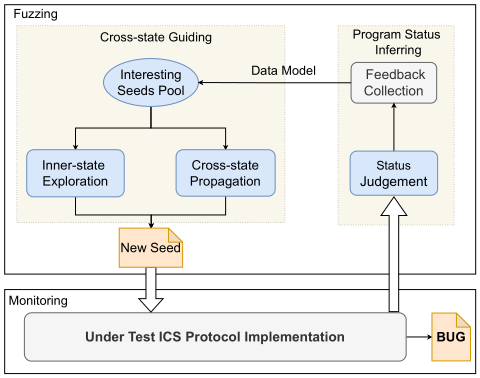 Fuzzing
Cross-state Guiding
Program Status
Inferring
Interesting
Seeds Pool
Data Model
Feedback
Collection
Inner-state
Exploration
Cross-state
Propagation
Status
Judgement
New Seed
Monitoring
Under Test ICS Protocol Implementation
BUG